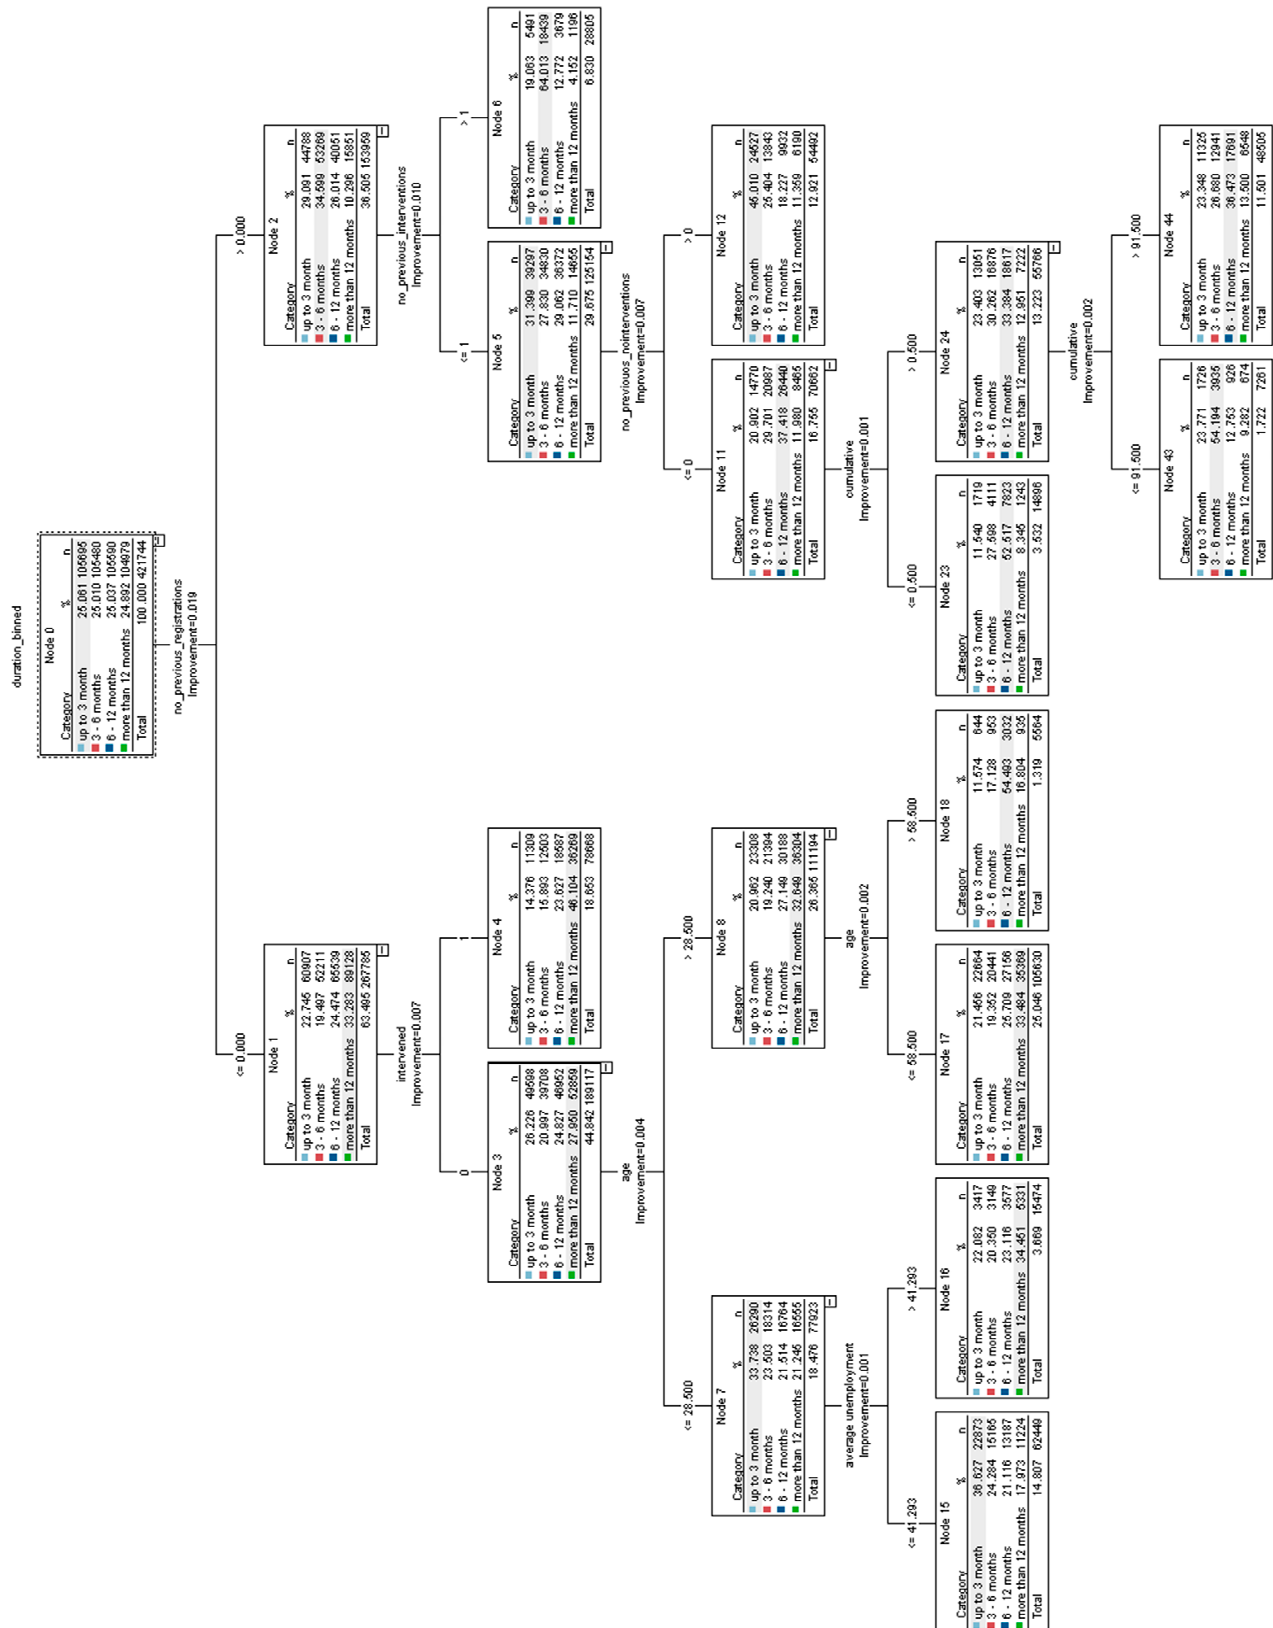 duration_binned
Node 0
Category % n
up to 3 month 25.061 105695
3 - 6 months 25.010 105480
6 - 12 months 25.037 105590
more than 12 months 24.892 104979
Total 100.000 421744
no_previous_registrations
Improvement=0.019
<= 0.000
> 0.000
Node 1
Category % n
up to 3 month 22.745 60907
3 - 6 months 19.497 52211
6 - 12 months 24.474 65539
more than 12 months 33.283 89128
Total 63.495 267785
Node 2
Category % n
up to 3 month 29.091 44788
3 - 6 months 34.599 53269
6 - 12 months 26.014 40051
more than 12 months 10.296 15851
Total 36.505 153959
intervened
Improvement=0.007
no_previous_interventions
Improvement=0.010
0
1
<= 1
> 1
Node 3
Category % n
up to 3 month 26.226 49598
3 - 6 months 20.997 39708
6 - 12 months 24.827 46952
more than 12 months 27.950 52859
Total 44.842 189117
Node 4
Category % n
up to 3 month 14.376 11309
3 - 6 months 15.893 12503
6 - 12 months 23.627 18587
more than 12 months 46.104 36269
Total 18.653 78668
Node 5
Category % n
up to 3 month 31.399 39297
3 - 6 months 27.830 34830
6 - 12 months 29.062 36372
more than 12 months 11.710 14655
Total 29.675 125154
Node 6
Category % n
up to 3 month 19.063 5491
3 - 6 months 64.013 18439
6 - 12 months 12.772 3679
more than 12 months 4.152 1196
Total 6.830 28805
age
Improvement=0.004
no_previouos_nointerventions
Improvement=0.007
<= 28.500
> 28.500
<= 0
> 0
Node 7
Category % n
up to 3 month 33.738 26290
3 - 6 months 23.503 18314
6 - 12 months 21.514 16764
more than 12 months 21.245 16555
Total 18.476 77923
Node 8
Category % n
up to 3 month 20.962 23308
3 - 6 months 19.240 21394
6 - 12 months 27.149 30188
more than 12 months 32.649 36304
Total 26.365 111194
Node 11
Category % n
up to 3 month 20.902 14770
3 - 6 months 29.701 20987
6 - 12 months 37.418 26440
more than 12 months 11.980 8465
Total 16.755 70662
Node 12
Category % n
up to 3 month 45.010 24527
3 - 6 months 25.404 13843
6 - 12 months 18.227 9932
more than 12 months 11.359 6190
Total 12.921 54492
average unemployment
Improvement=0.001
age
Improvement=0.002
cumulative
Improvement=0.001
<= 41.293
> 41.293
<= 58.500
> 58.500
<= 0.500
> 0.500
Node 15
Category % n
up to 3 month 36.627 22873
3 - 6 months 24.284 15165
6 - 12 months 21.116 13187
more than 12 months 17.973 11224
Total 14.807 62449
Node 16
Category % n
up to 3 month 22.082 3417
3 - 6 months 20.350 3149
6 - 12 months 23.116 3577
more than 12 months 34.451 5331
Total 3.669 15474
Node 17
Category % n
up to 3 month 21.456 22664
3 - 6 months 19.352 20441
6 - 12 months 25.709 27156
more than 12 months 33.484 35369
Total 25.046 105630
Node 18
Category % n
up to 3 month 11.574 644
3 - 6 months 17.128 953
6 - 12 months 54.493 3032
more than 12 months 16.804 935
Total 1.319 5564
Node 23
Category % n
up to 3 month 11.540 1719
3 - 6 months 27.598 4111
6 - 12 months 52.517 7823
more than 12 months 8.345 1243
Total 3.532 14896
Node 24
Category % n
up to 3 month 23.403 13051
3 - 6 months 30.262 16876
6 - 12 months 33.384 18617
more than 12 months 12.951 7222
Total 13.223 55766
cumulative
Improvement=0.002
<= 91.500
> 91.500
Node 43
Category % n
up to 3 month 23.771 1726
3 - 6 months 54.194 3935
6 - 12 months 12.753 926
more than 12 months 9.282 674
Total 1.722 7261
Node 44
Category % n
up to 3 month 23.348 11325
3 - 6 months 26.680 12941
6 - 12 months 36.473 17691
more than 12 months 13.500 6548
Total 11.501 48505